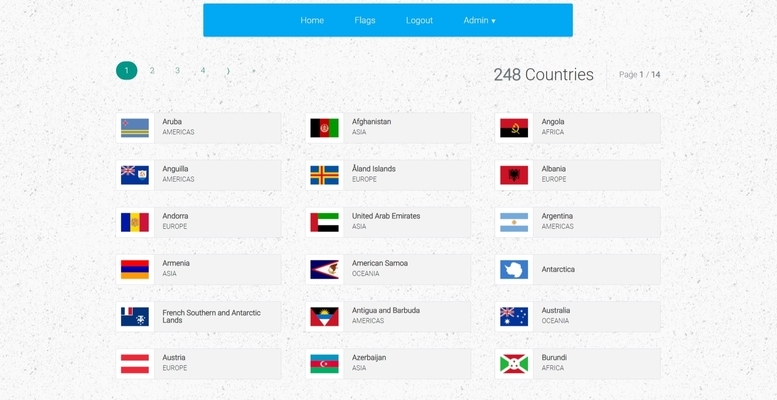 Home Flags Logout Admin ▼
1 2 3 4 ⟩ »
248 Countries Page 1 / 14
Aruba
AMERICAS
Afghanistan
ASIA
Angola
AFRICA
Anguilla
AMERICAS
Åland Islands
EUROPE
Albania
EUROPE
Andorra
EUROPE
United Arab Emirates
ASIA
Argentina
AMERICAS
Armenia
ASIA
American Samoa
OCEANIA
Antarctica
French Southern and Antarctic
Lands
Antigua and Barbuda
AMERICAS
Australia
OCEANIA
Austria
EUROPE
Azerbaijan
ASIA
Burundi
AFRICA